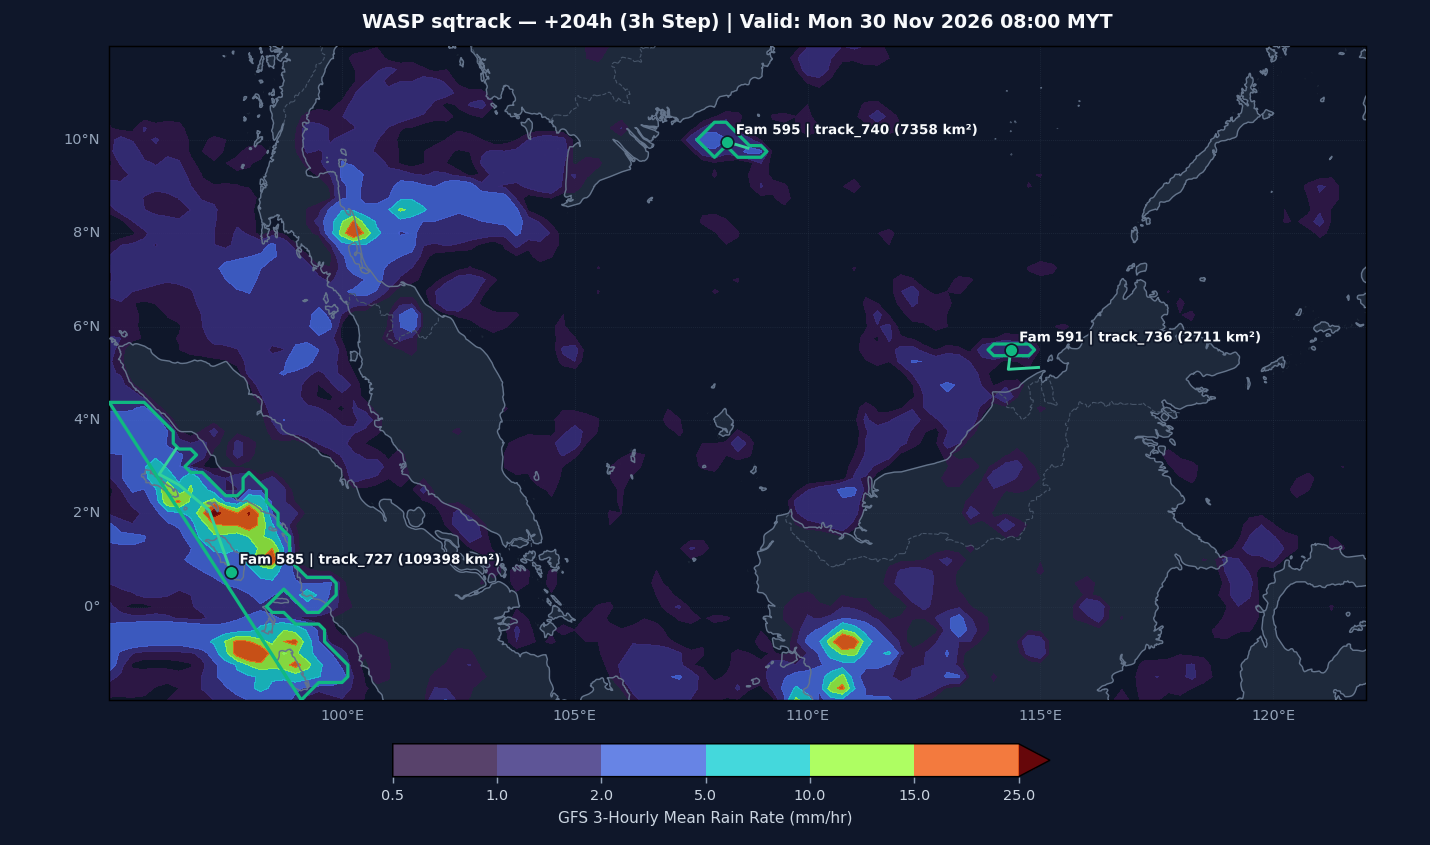 WASP sqtrack — +204h (3h Step) | Valid: Mon 30 Nov 2026 08:00 MYT
10°N
Fam 595 | track_740 (7358 km²)
8°N
6°N
Fam 591 | track_736 (2711 km²)
4°N
2°N
Fam 585 | track_727 (109398 km²)
0°
100°E 105°E 110°E 115°E 120°E
0.5 1.0 2.0 5.0 10.0 15.0 25.0
GFS 3-Hourly Mean Rain Rate (mm/hr)